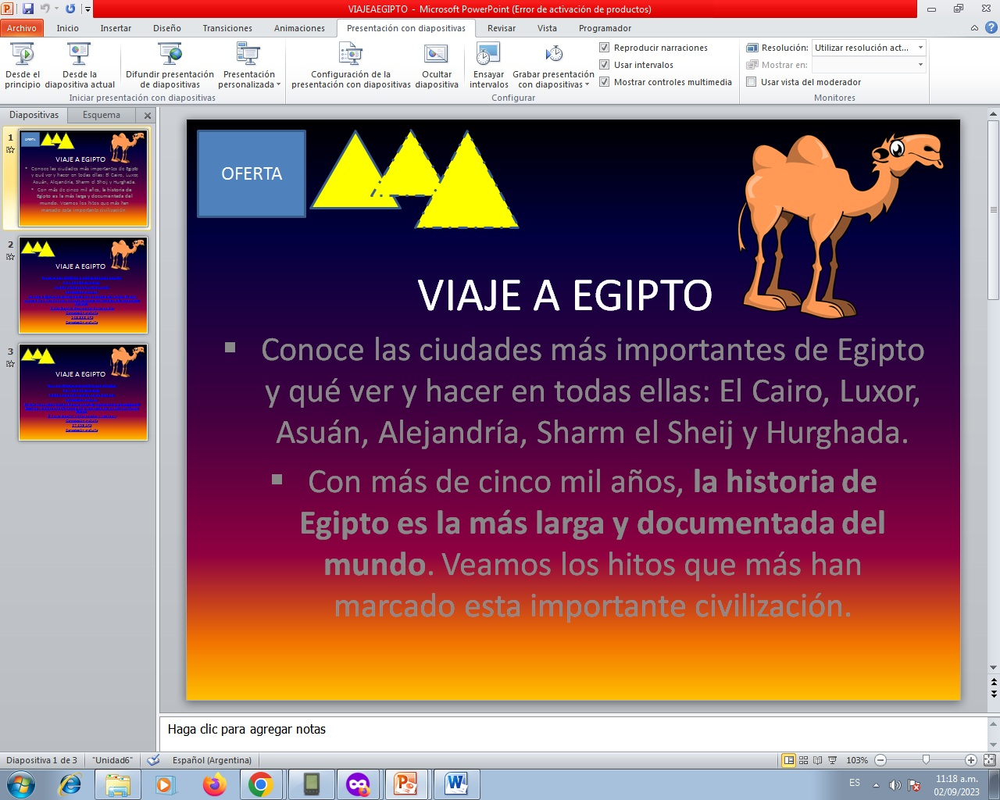 VIAJEAEGIPTO - Microsoft PowerPoint (Error de activación de productos)
Archivo Inicio Insertar Diseño Transiciones Animaciones Presentación con diapositivas Revisar Vista Programador
Desde el principio
Desde la diapositiva actual
Difundir presentación de diapositivas
Presentación personalizada
Configuración de la presentación con diapositivas
Ocultar diapositiva
Ensayar intervalos
Grabar presentación con diapositivas
Reproducir narraciones
Usar intervalos
Mostrar controles multimedia
Resolución: Utilizar resolución act...
Mostrar en:
Usar vista del moderador
Iniciar presentación con diapositivas
Configurar
Monitores
Diapositivas Esquema
1
OFERTA
VIAJE A EGIPTO
Conoce las ciudades más importantes de Egipto
y qué ver y hacer en todas ellas: El Cairo, Luxor,
Asuán, Alejandría, Sharm el Sheij y Hurghada.
Con más de cinco mil años, la historia de
Egipto es la más larga y documentada del
mundo. Veamos los hitos que más han
marcado esta importante civilización.
2
VIAJE A EGIPTO
3
VIAJE A EGIPTO
OFERTA
VIAJE A EGIPTO
▪ Conoce las ciudades más importantes de Egipto
y qué ver y hacer en todas ellas: El Cairo, Luxor,
Asuán, Alejandría, Sharm el Sheij y Hurghada.
▪ Con más de cinco mil años, la historia de
Egipto es la más larga y documentada del
mundo. Veamos los hitos que más han
marcado esta importante civilización.
Haga clic para agregar notas
Diapositiva 1 de 3 "Unidad6" Español (Argentina) 103%
ES
11:18 a.m.
02/09/2023